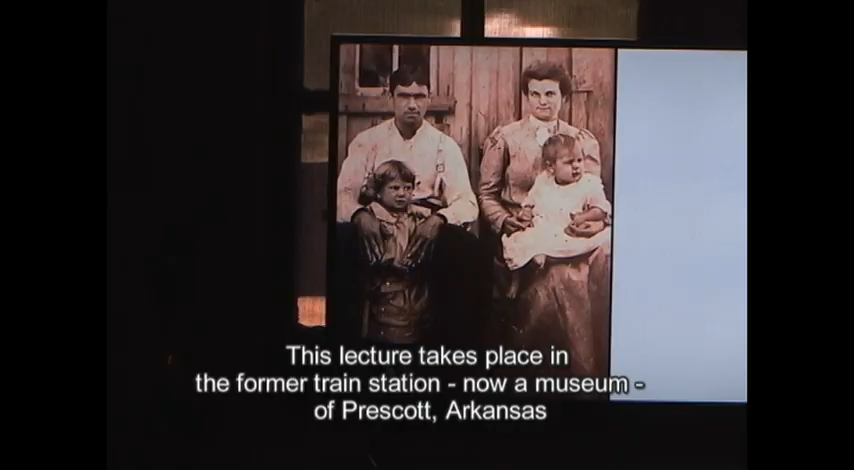 This lecture takes place in
the former train station - now a museum -
of Prescott, Arkansas